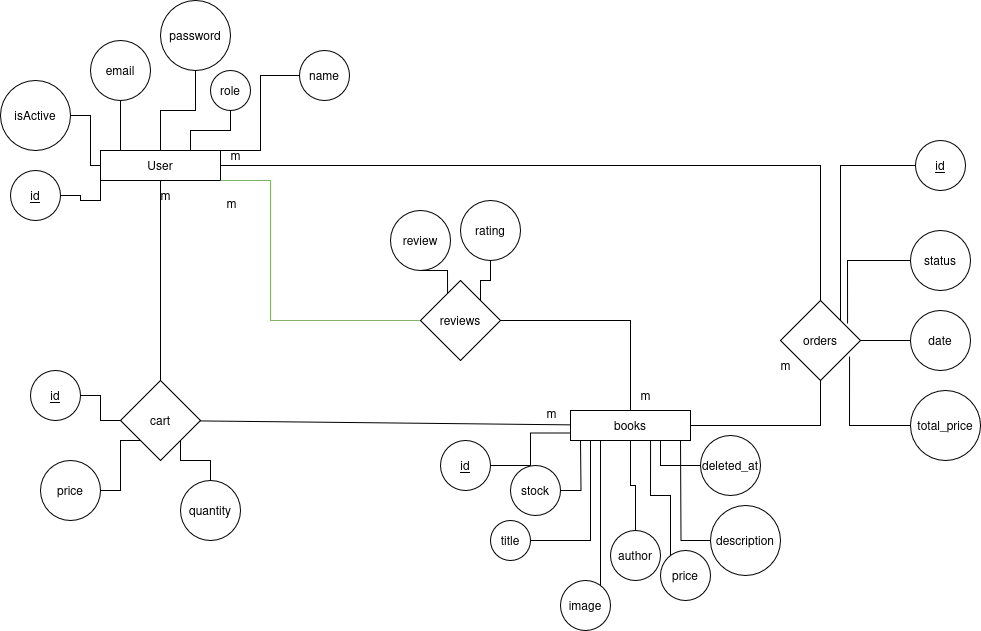 password
email
name
role
isActive
m
User
id
id
m
m
review
rating
status
reviews
orders
date
m
id
m
m
cart
books
total_price
id
deleted_at
price
stock
quantity
title
description
author
price
image